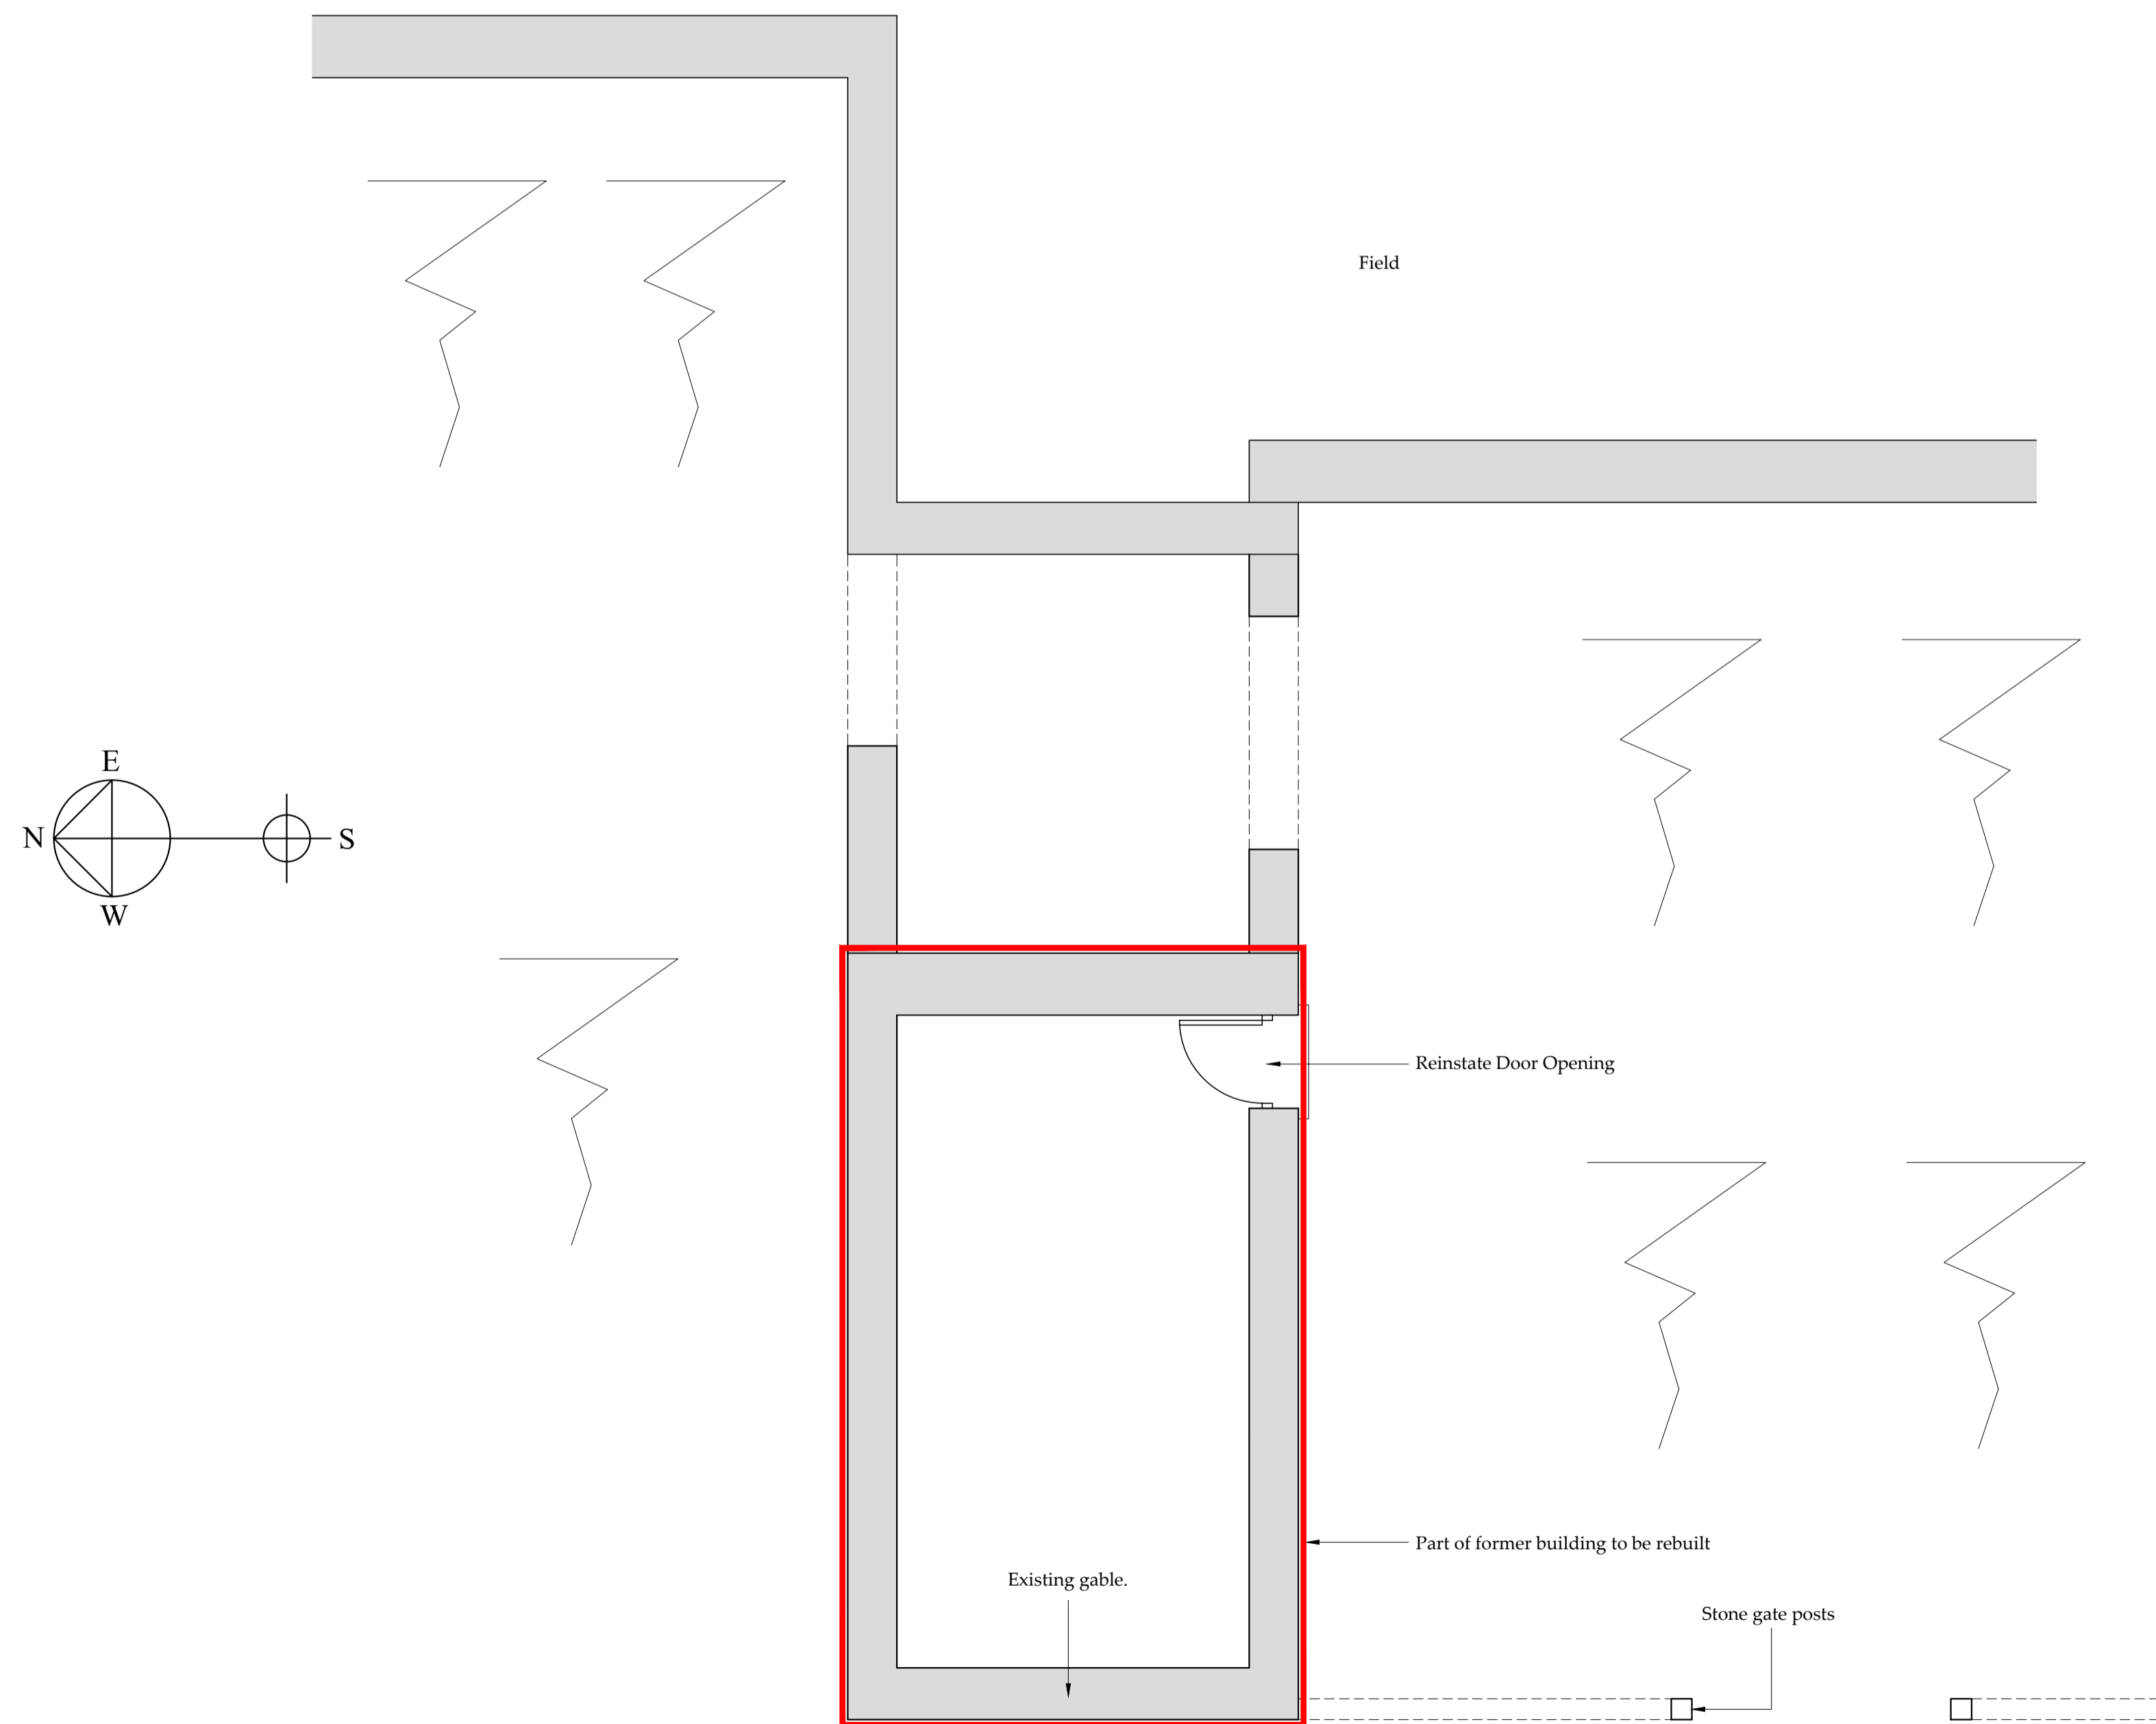 Field
E
N
S
W
Reinstate Door Opening
Part of former building to be rebuilt
Existing gable.
Stone gate posts